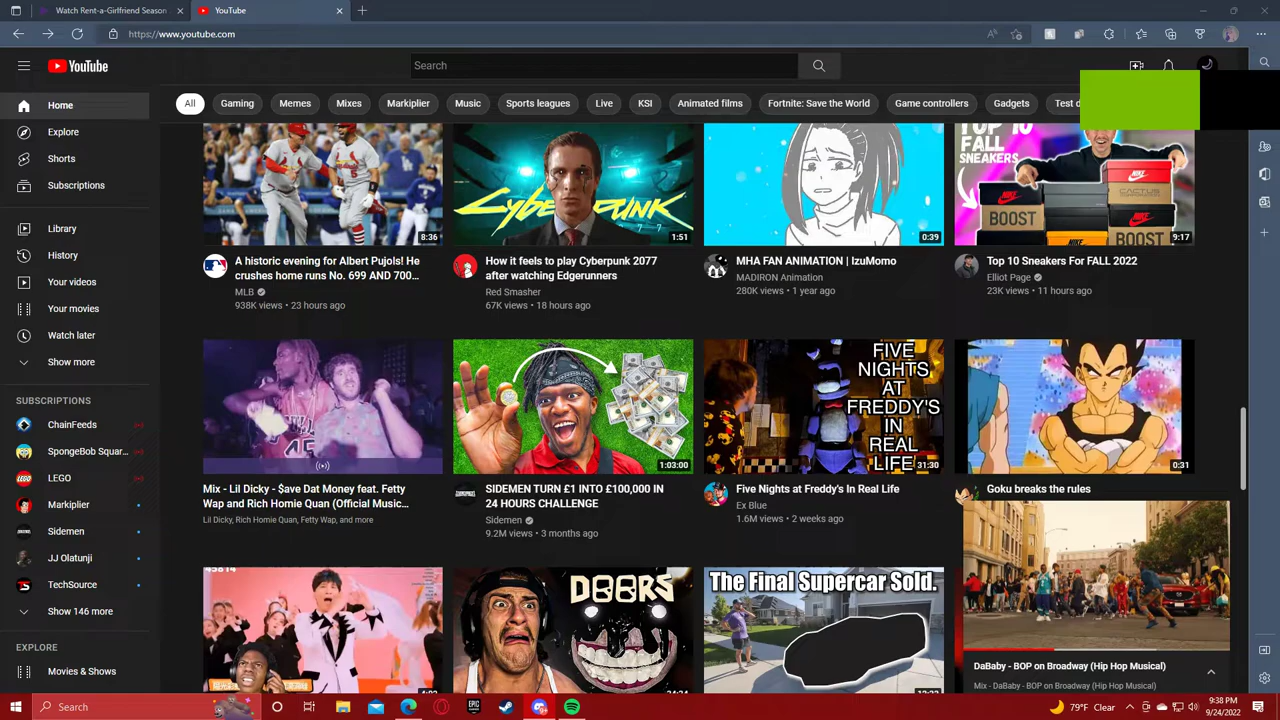 Watch Rent-a-Girlfriend Season
YouTube
https://www.youtube.com
YouTube
Search
All
Gaming
Memes
Mixes
Markiplier
Music
Sports leagues
Live
KSI
Animated films
Fortnite: Save the World
Game controllers
Gadgets
Home
Explore
Shorts
Subscriptions
Library
History
Your videos
Your movies
Watch later
Show more
SUBSCRIPTIONS
ChainFeeds
SpongeBob Squar...
LEGO
Markiplier
Sidemen
JJ Olatunji
TechSource
Show 146 more
EXPLORE
Movies & Shows
8:36
A historic evening for Albert Pujols! He
crushes home runs No. 699 AND 700...
MLB
938K views • 23 hours ago
CYBERPUNK
77
1:51
How it feels to play Cyberpunk 2077
after watching Edgerunners
Red Smasher
67K views • 18 hours ago
0:39
MHA FAN ANIMATION | IzuMomo
MADIRON Animation
280K views • 1 year ago
TOP 10
FALL
SNEAKERS
BOOST
CACTUS
BOOST
9:17
Top 10 Sneakers For FALL 2022
Elliot Page
23K views • 11 hours ago
Mix - Lil Dicky - $ave Dat Money feat. Fetty
Wap and Rich Homie Quan (Official Music...
Lil Dicky, Rich Homie Quan, Fetty Wap, and more
1:03:00
SIDEMEN TURN £1 INTO £100,000 IN
24 HOURS CHALLENGE
Sidemen
9.2M views • 3 months ago
FIVE
NIGHTS
AT
FREDDY'S
IN
REAL
LIFE
31:30
Five Nights at Freddy's In Real Life
Ex Blue
1.6M views • 2 weeks ago
0:31
Goku breaks the rules
DOORS
The Final Supercar Sold.
DaBaby - BOP on Broadway (Hip Hop Musical)
Mix - DaBaby - BOP on Broadway (Hip Hop Musical)
Search
79°F Clear
9:38 PM
9/24/2022